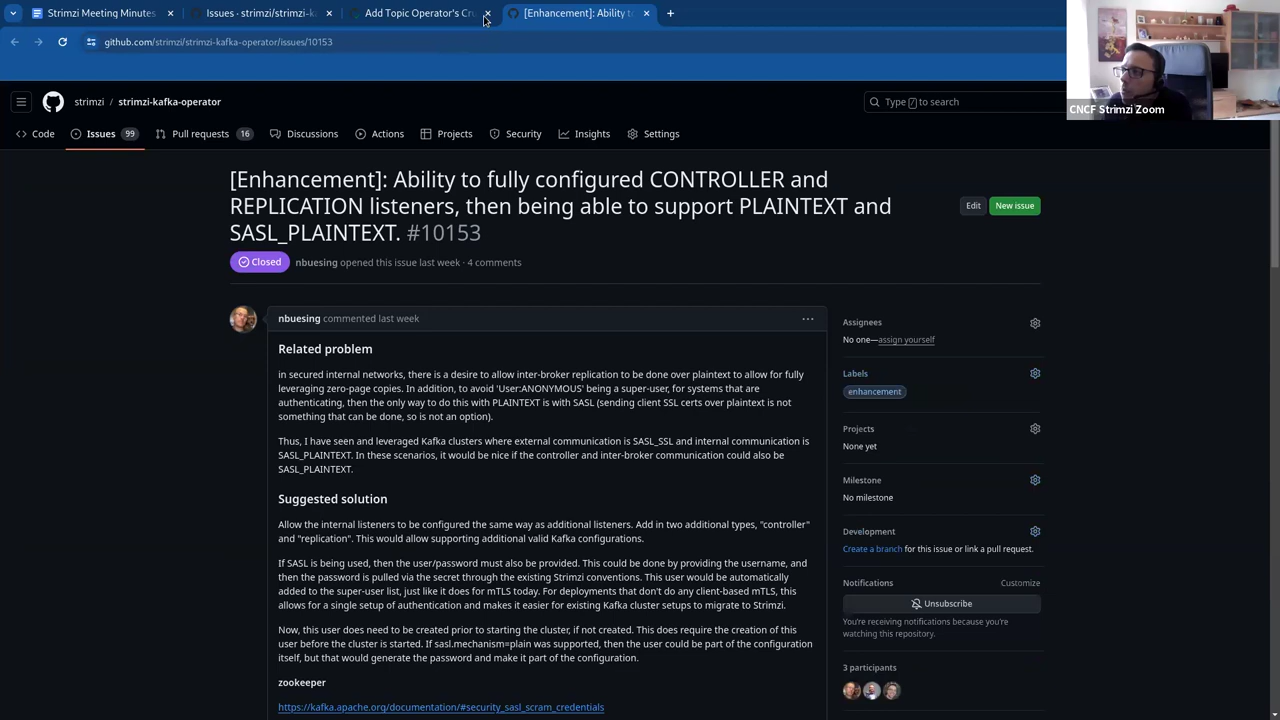 Strimzi Meeting Minutes
Issues · strimzi/strimzi-k
Add Topic Operator's Cru
[Enhancement]: Ability to
github.com/strimzi/strimzi-kafka-operator/issues/10153
CNCF Strimzi Zoom
strimzi / strimzi-kafka-operator
Type / to search
Code
Issues 99
Pull requests 16
Discussions
Actions
Projects
Security
Insights
Settings
[Enhancement]: Ability to fully configured CONTROLLER and
REPLICATION listeners, then being able to support PLAINTEXT and
SASL_PLAINTEXT. #10153
Edit
New issue
Closed
nbuesing opened this issue last week · 4 comments
nbuesing commented last week
Related problem
in secured internal networks, there is a desire to allow inter-broker replication to be done over plaintext to allow for fully
leveraging zero-page copies. In addition, to avoid 'User:ANONYMOUS' being a super-user, for systems that are
authenticating, then the only way to do this with PLAINTEXT is with SASL (sending client SSL certs over plaintext is not
something that can be done, so is not an option).
Thus, I have seen and leveraged Kafka clusters where external communication is SASL_SSL and internal communication is
SASL_PLAINTEXT. In these scenarios, it would be nice if the controller and inter-broker communication could also be
SASL_PLAINTEXT.
Suggested solution
Allow the internal listeners to be configured the same way as additional listeners. Add in two additional types, "controller"
and "replication". This would allow supporting additional valid Kafka configurations.
If SASL is being used, then the user/password must also be provided. This could be done by providing the username, and
then the password is pulled via the secret through the existing Strimzi conventions. This user would be automatically
added to the super-user list, just like it does for mTLS today. For deployments that don't do any client-based mTLS, this
allows for a single setup of authentication and makes it easier for existing Kafka cluster setups to migrate to Strimzi.
Now, this user does need to be created prior to starting the cluster, if not created. This does require the creation of this
user before the cluster is started. If sasl.mechanism=plain was supported, then the user could be part of the configuration
itself, but that would generate the password and make it part of the configuration.
zookeeper
https://kafka.apache.org/documentation/#security_sasl_scram_credentials
Assignees
No one—assign yourself
Labels
enhancement
Projects
None yet
Milestone
No milestone
Development
Create a branch for this issue or link a pull request.
Notifications
Customize
Unsubscribe
You're receiving notifications because you're
watching this repository.
3 participants